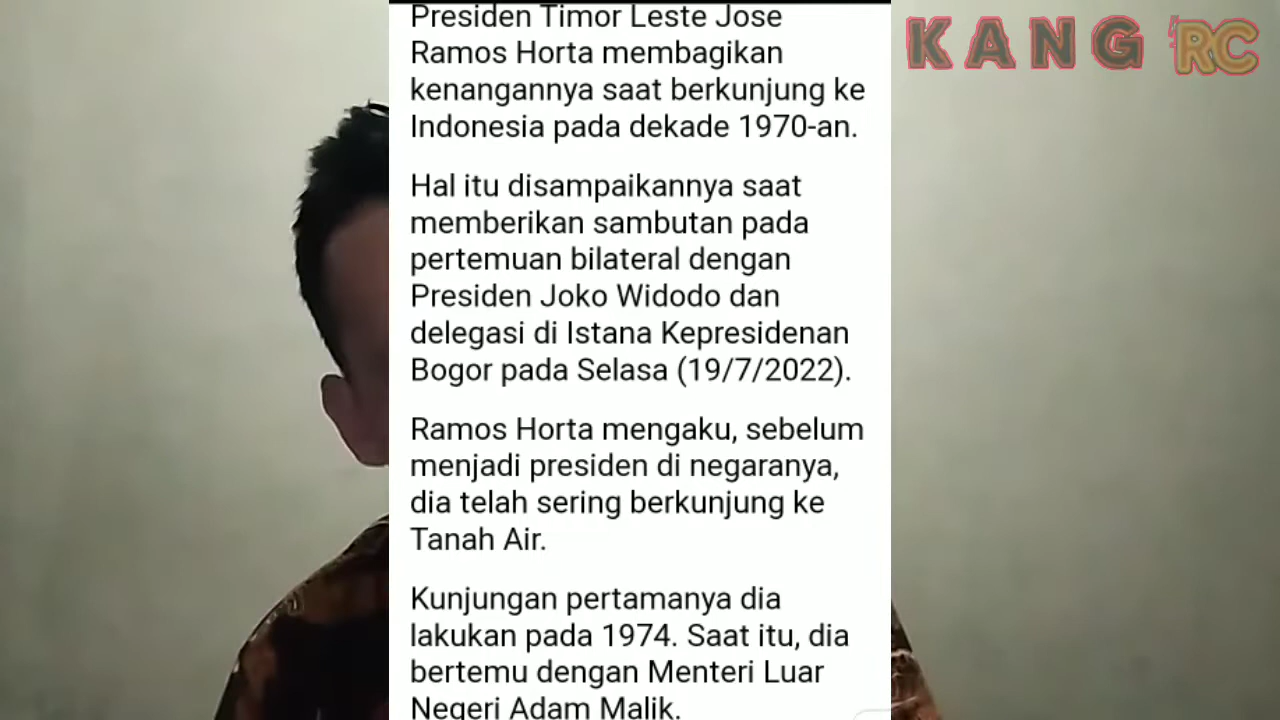 KANG RC
Presiden Timor Leste Jose
Ramos Horta membagikan
kenangannya saat berkunjung ke
Indonesia pada dekade 1970-an.
Hal itu disampaikannya saat
memberikan sambutan pada
pertemuan bilateral dengan
Presiden Joko Widodo dan
delegasi di Istana Kepresidenan
Bogor pada Selasa (19/7/2022).
Ramos Horta mengaku, sebelum
menjadi presiden di negaranya,
dia telah sering berkunjung ke
Tanah Air.
Kunjungan pertamanya dia
lakukan pada 1974. Saat itu, dia
bertemu dengan Menteri Luar
Negeri Adam Malik.